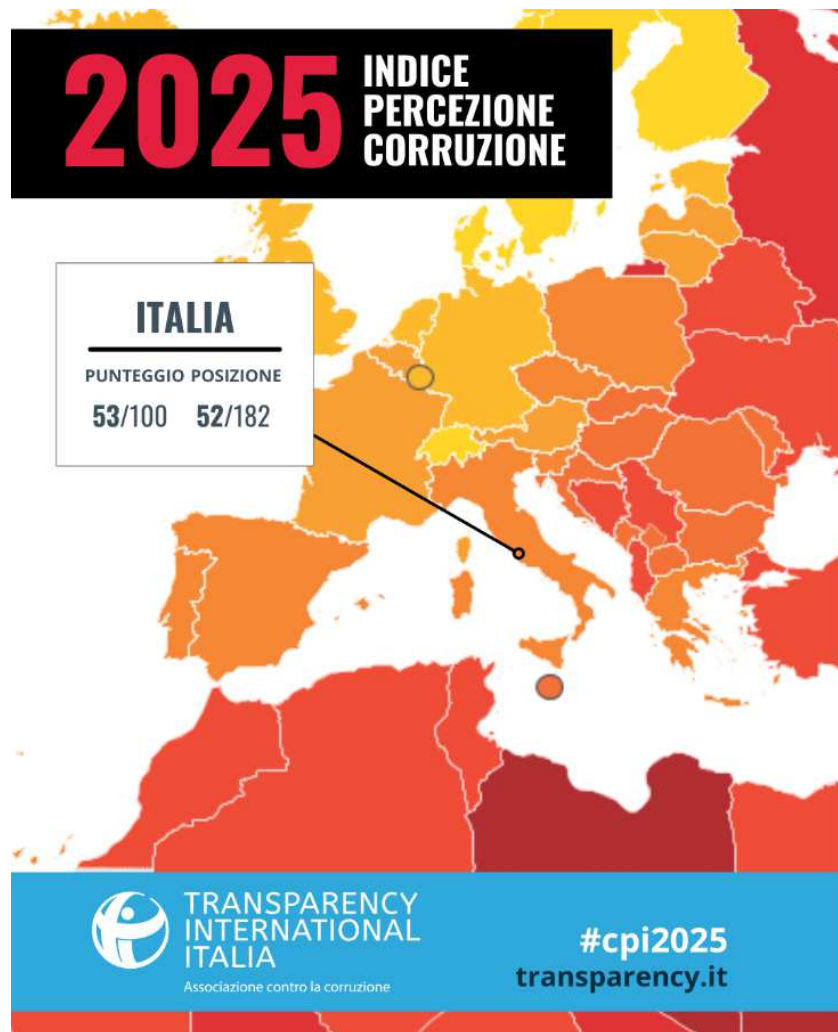 2025 INDICE
PERCEZIONE
CORRUZIONE
ITALIA
PUNTEGGIO POSIZIONE
53/100 52/182
TRANSPARENCY
INTERNATIONAL
ITALIA
Associazione contro la corruzione
#cpi2025
transparency.it